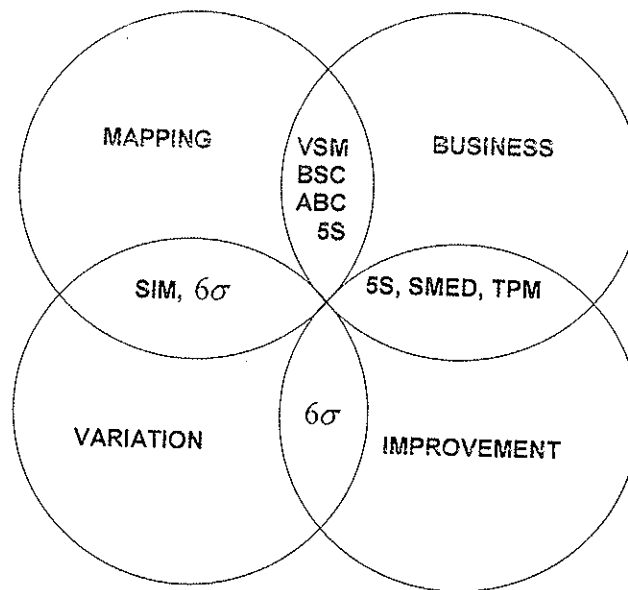 MAPPING
BUSINESS
VSM
BSC
ABC
5S
SIM, 6σ
5S, SMED, TPM
VARIATION
6σ
IMPROVEMENT